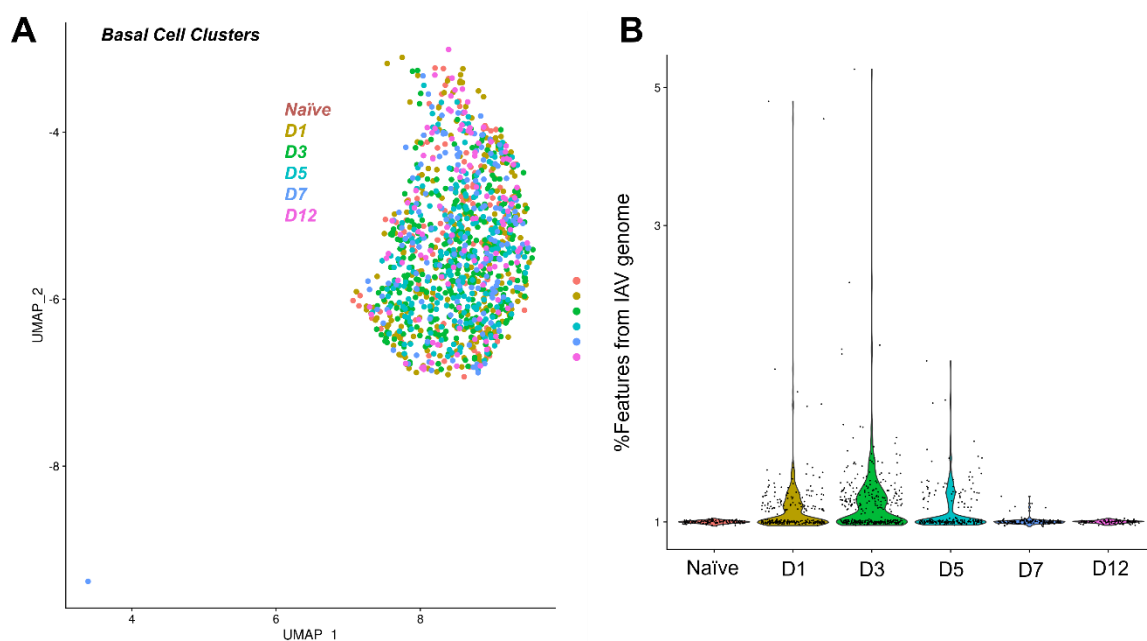 A
Basal Cell Clusters
Naïve
D1
D3
D5
D7
D12
-4
-6
-8
UMAP_2
4
6
8
UMAP_1
B
5
3
1
%Features from IAV genome
Naïve
D1
D3
D5
D7
D12